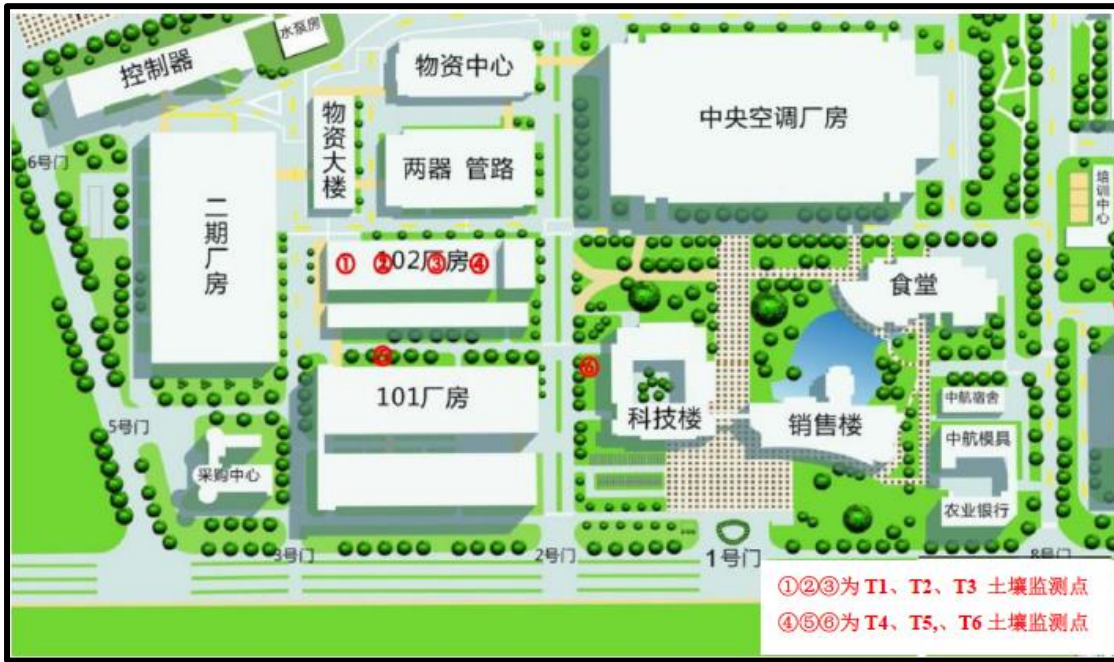 水泵房
控制器
物资中心
物资大楼
中央空调厂房
6号门
两器 管路
培训中心
二期厂房
① ② 102厂房 ③ ④
食堂
⑥
101厂房
中航宿舍
5号门
科技楼
销售楼
中航模具
采购中心
农业银行
3号门
2号门
1号门
8号门
①②③为 T1、T2、T3 土壤监测点
④⑤⑥为 T4、T5,、T6 土壤监测点